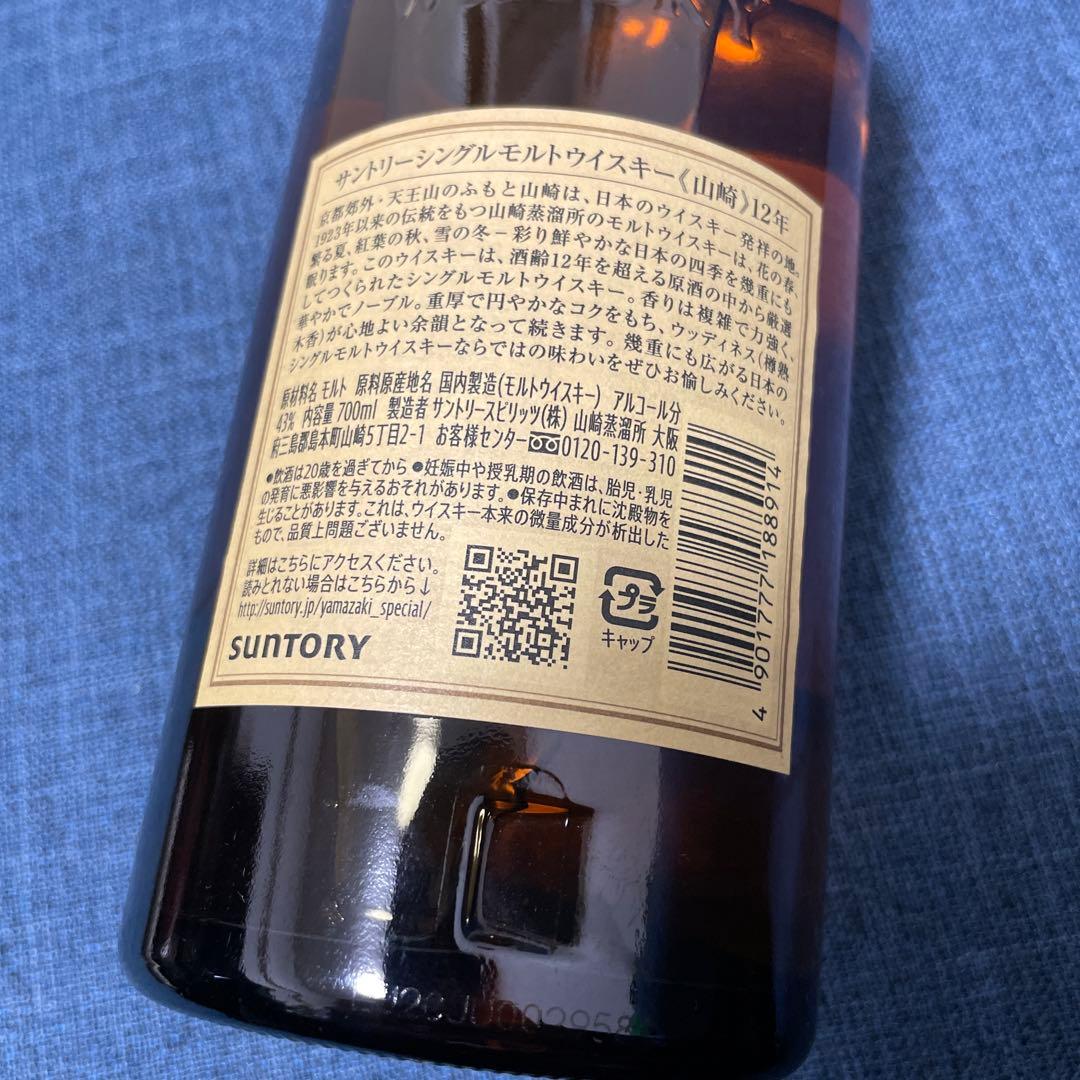 サントリーシングルモルトウイスキー《山崎》12年
京都郊外・天王山のふもと山崎は、日本のウイスキー発祥の地。
1923年以来の伝統をもつ山崎蒸溜所のモルトウイスキーは、花の春、
繁る夏、紅葉の秋、雪の冬－彩り鮮やかな日本の四季を幾重にも
眠ります。このウイスキーは、酒齢12年を超える原酒の中から厳選
してつくられたシングルモルトウイスキー。香りは複雑で力強く、
華やかでノーブル。重厚で円やかなコクをもち、ウッディネス(樽熟
木香)が心地よい余韻となって続きます。幾重にも広がる日本の
シングルモルトウイスキーならではの味わいをぜひお愉しみください。
原材料名 モルト 原料原産地名 国内製造(モルトウイスキー) アルコール分
43% 内容量 700ml 製造者 サントリースピリッツ(株) 山崎蒸溜所 大阪
府三島郡島本町山崎5丁目2-1 お客様センター 0120-139-310
●飲酒は20歳を過ぎてから ●妊娠中や授乳期の飲酒は、胎児・乳児
の発育に悪影響を与えるおそれがあります。●保存中まれに沈殿物を
生じることがあります。これは、ウイスキー本来の微量成分が析出した
もので、品質上問題ございません。
詳細はこちらにアクセスください。
読みとれない場合はこちらから↓
http://suntory.jp/yamazaki_special/
SUNTORY
プラ
キャップ
4 901777 188914